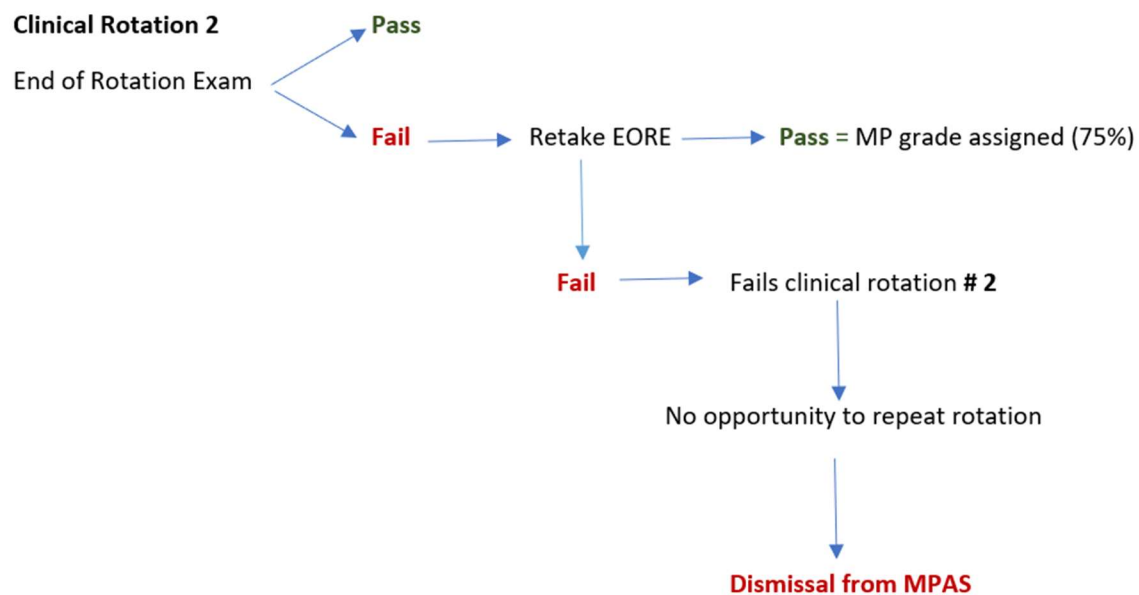 Clinical Rotation 2
Pass
End of Rotation Exam
Fail
Retake EORE
Pass = MP grade assigned (75%)
Fail
Fails clinical rotation # 2
No opportunity to repeat rotation
Dismissal from MPAS